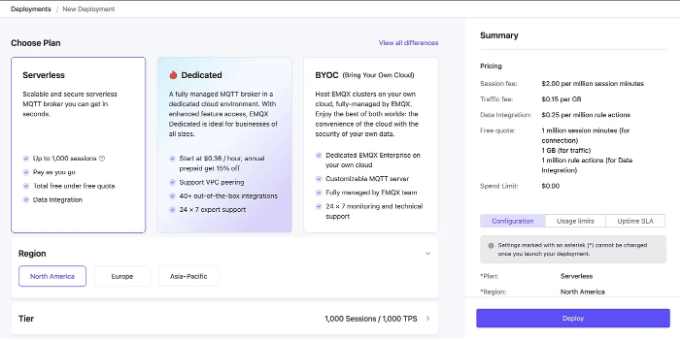 Deployments / New Deployment
Choose Plan
View all differences
Serverless
Scalable and secure serverless
MQTT broker you can get in
seconds.
Up to 1,000 sessions
Pay as you go
Total free under free quota
Data Integration
Dedicated
A fully managed MQTT broker in a
dedicated cloud environment. With
enhanced feature access, EMQX
Dedicated is ideal for businesses of
all sizes.
Start at $0.36 / hour, annual
prepaid get 15% off
Support VPC peering
40+ out-of-the-box integrations
24 × 7 expert support
BYOC (Bring Your Own Cloud)
Host EMQX clusters on your own
cloud, fully-managed by EMQX.
Enjoy the best of both worlds: the
convenience of the cloud with the
security of your own data.
Dedicated EMQX Enterprise on
your own cloud
Customizable MQTT server
Fully managed by EMQX team
24 × 7 monitoring and technical
support
Region
North America
Europe
Asia-Pacific
Tier
1,000 Sessions / 1,000 TPS
Summary
Pricing
Session fee: $2.00 per million session minutes
Traffic fee: $0.15 per GB
Data Integration: $0.25 per million rule actions
Free quote: 1 million session minutes (for
connection)
1 GB (for traffic)
1 million rule actions (for Data
Integration)
Spend Limit: $0.00
Configuration
Usage limits
Uptime SLA
Settings marked with an asterisk (*) cannot be changed
once you launch your deployment.
*Plan: Serverless
*Region: North America
Deploy